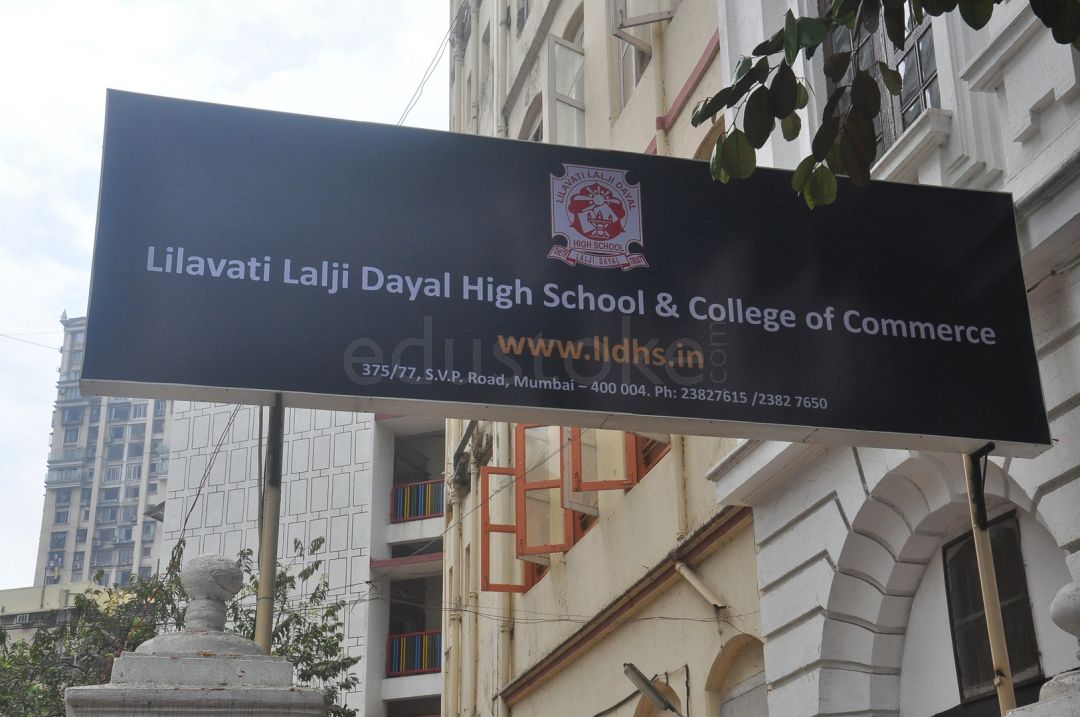 LILAVATI LALJI DAYAL
HIGH SCHOOL
LALJI DAYAL
TRUST
Lilavati Lalji Dayal High School & College of Commerce
www.lldhs.in
375/77, S.V.P. Road, Mumbai – 400 004. Ph: 23827615 /2382 7650
edustoke.com